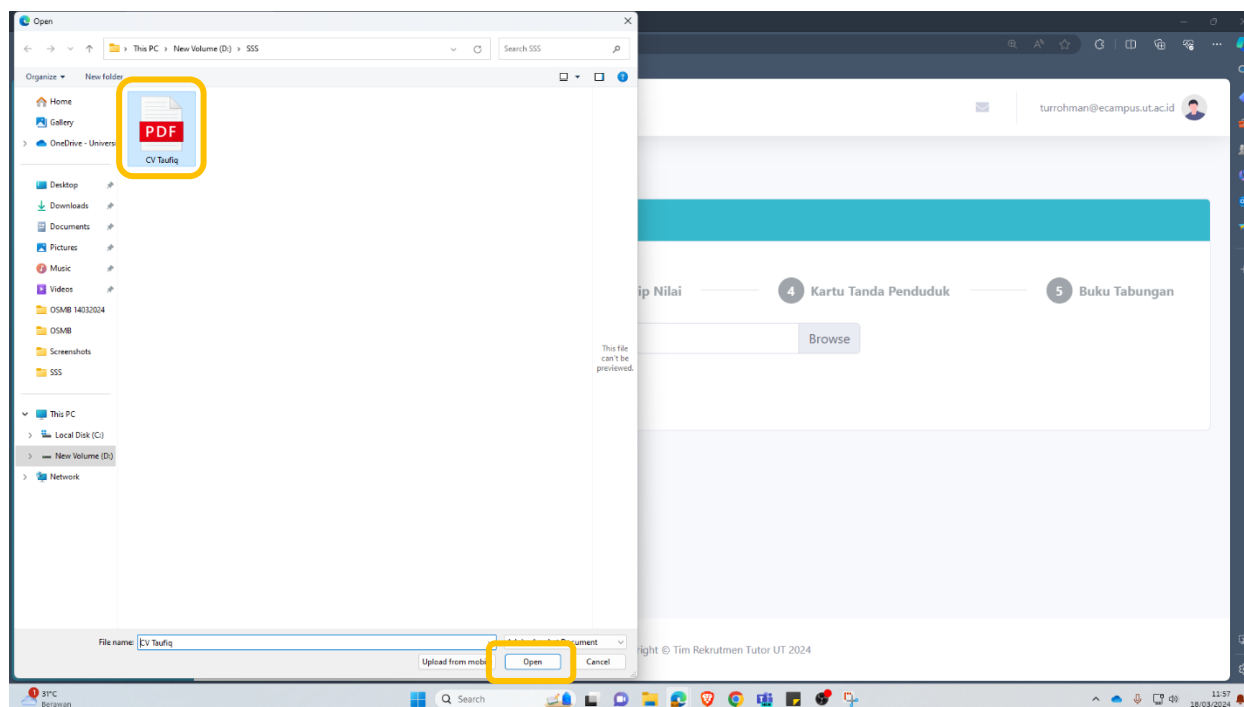 Open
This PC > New Volume (D:) > SSS
Search SSS
Organize
New folder
Home
Gallery
OneDrive - Univers
Desktop
Downloads
Documents
Pictures
Music
Videos
OSMB 14032024
OSMB
Screenshots
SSS
This PC
Local Disk (C:)
New Volume (D:)
Network
PDF
CV Taufiq
This file
can't be
previewed.
File name:
CV Taufiq
Upload from mobi
Open
Cancel
turrohman@ecampus.ut.ac.id
ip Nilai
4 Kartu Tanda Penduduk
5 Buku Tabungan
Browse
right © Tim Rekrutmen Tutor UT 2024
1
31°C
Berawan
Search
11:57
18/03/2024